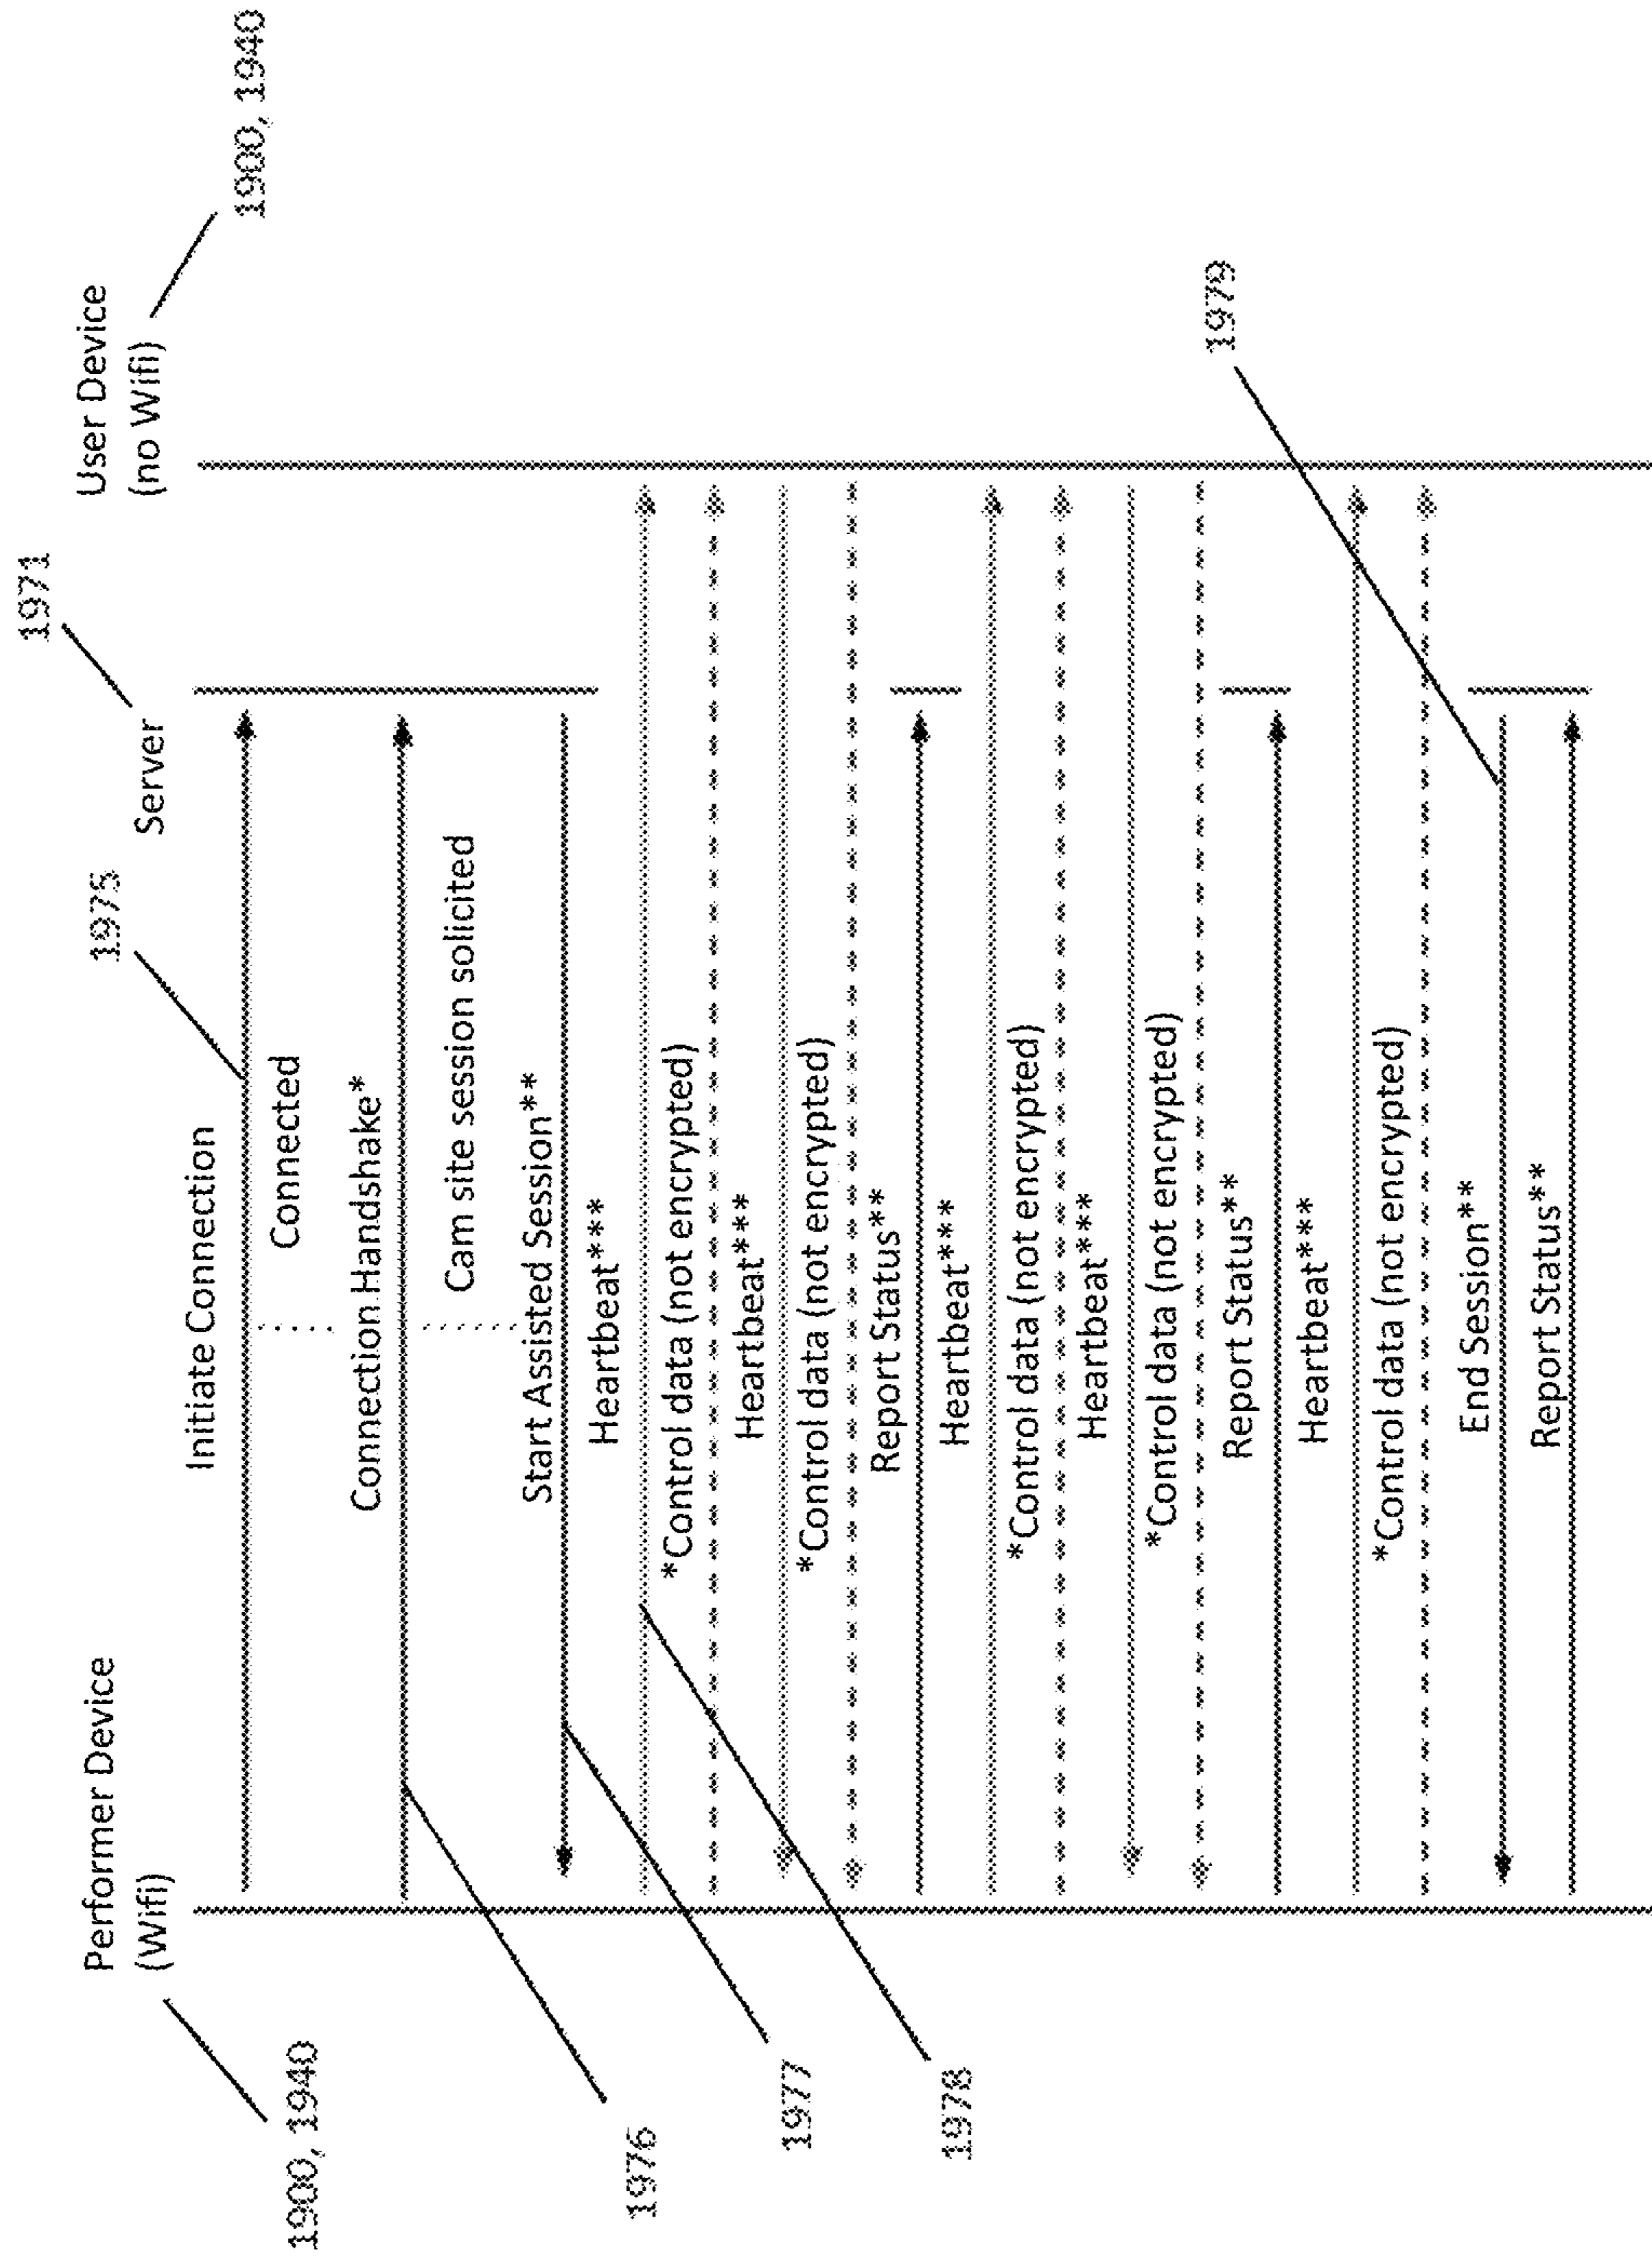 1971
Performer Device
(Wifi)
1900, 1940
Server
User Device
(no Wifi)
1900, 1940
1975
Initiate Connection
Connected
Connection Handshake*
1976
Cam site session solicited
Start Assisted Session**
1977
Heartbeat***
1978
*Control data (not encrypted)
Heartbeat***
*Control data (not encrypted)
Report Status**
Heartbeat***
*Control data (not encrypted)
Heartbeat***
*Control data (not encrypted)
Report Status**
Heartbeat***
*Control data (not encrypted)
1979
End Session**
Report Status**